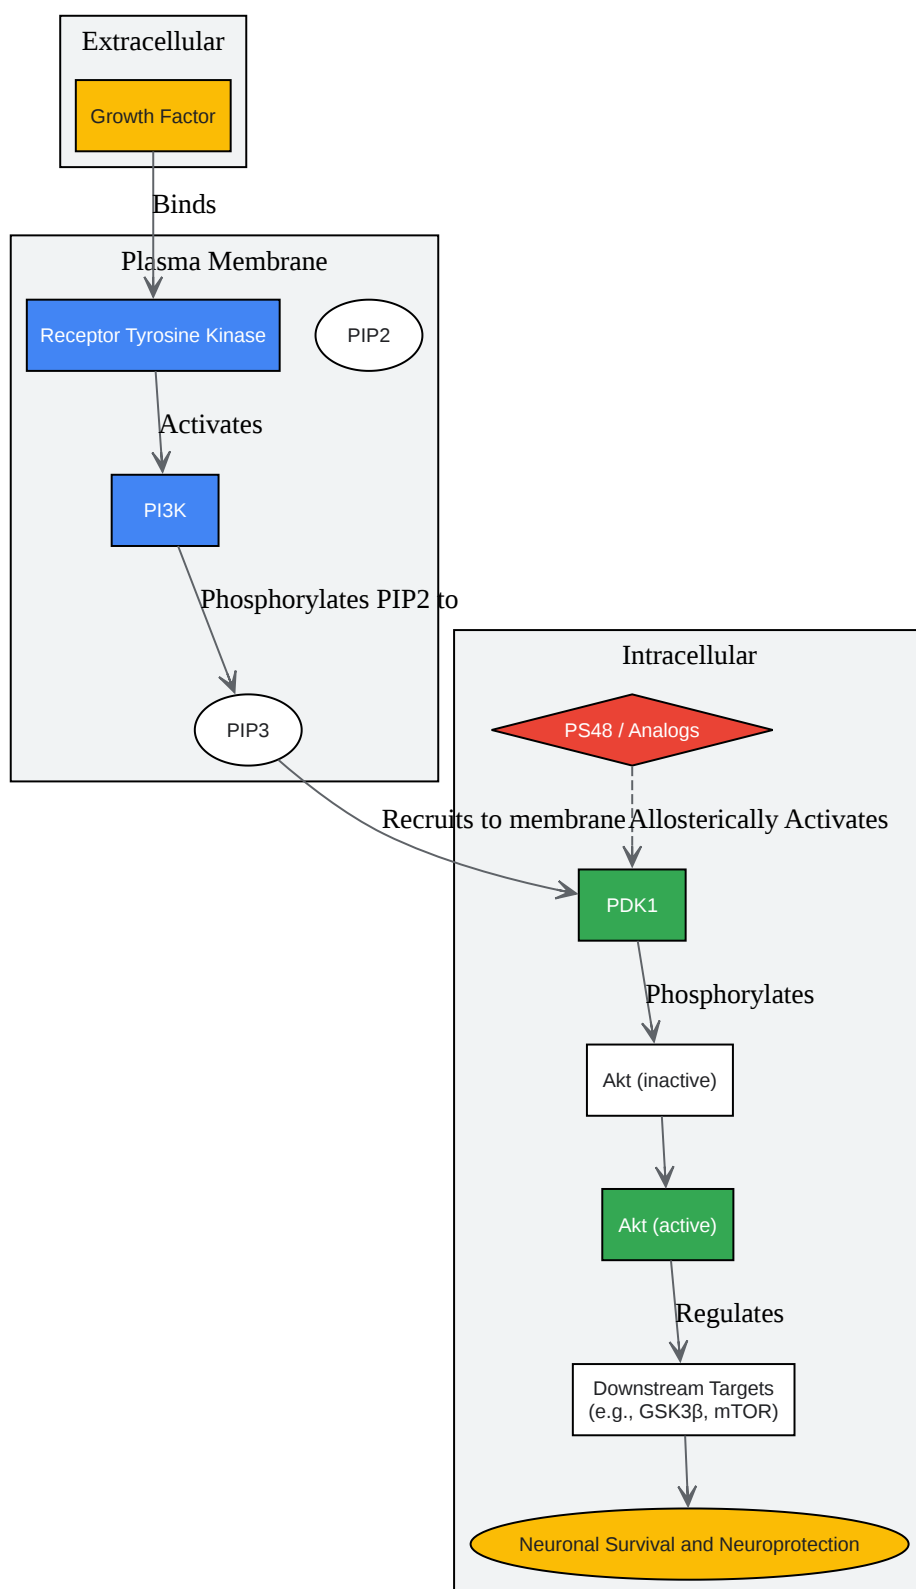 Extracellular
Growth Factor
Binds
Plasma Membrane
Receptor Tyrosine Kinase
PIP2
Activates
PI3K
Phosphorylates PIP2 to
Intracellular
PIP3
PS48 / Analogs
Recruits to membrane
Allosterically Activates
PDK1
Phosphorylates
Akt (inactive)
Akt (active)
Regulates
Downstream Targets
(e.g., GSK3β, mTOR)
Neuronal Survival and Neuroprotection